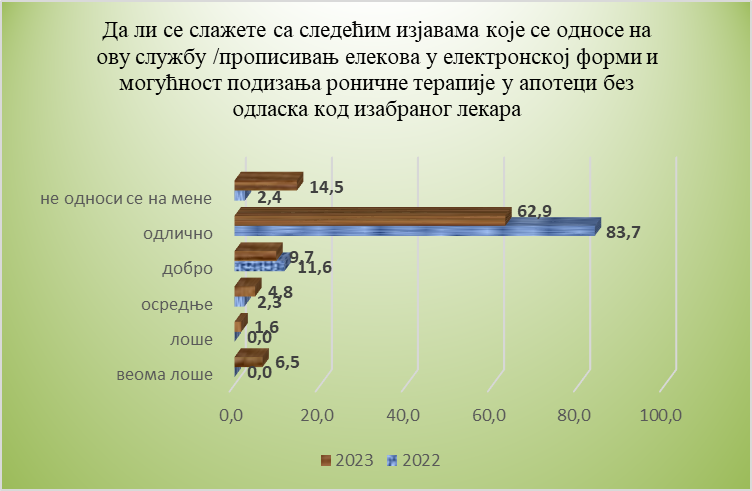 Да ли се слажете са следећим изјавама које се односе на
ову службу /прописивањ елекова у електронској форми и
могућност подизања роничне терапије у апотеци без
одласка код изабраног лекара
не односи се на мене
14,5
2,4
одлично
62,9
83,7
добро
9,7
11,6
осредње
4,8
2,3
лоше
1,6
0,0
веома лоше
6,5
0,0
0,0 20,0 40,0 60,0 80,0 100,0
2023 2022